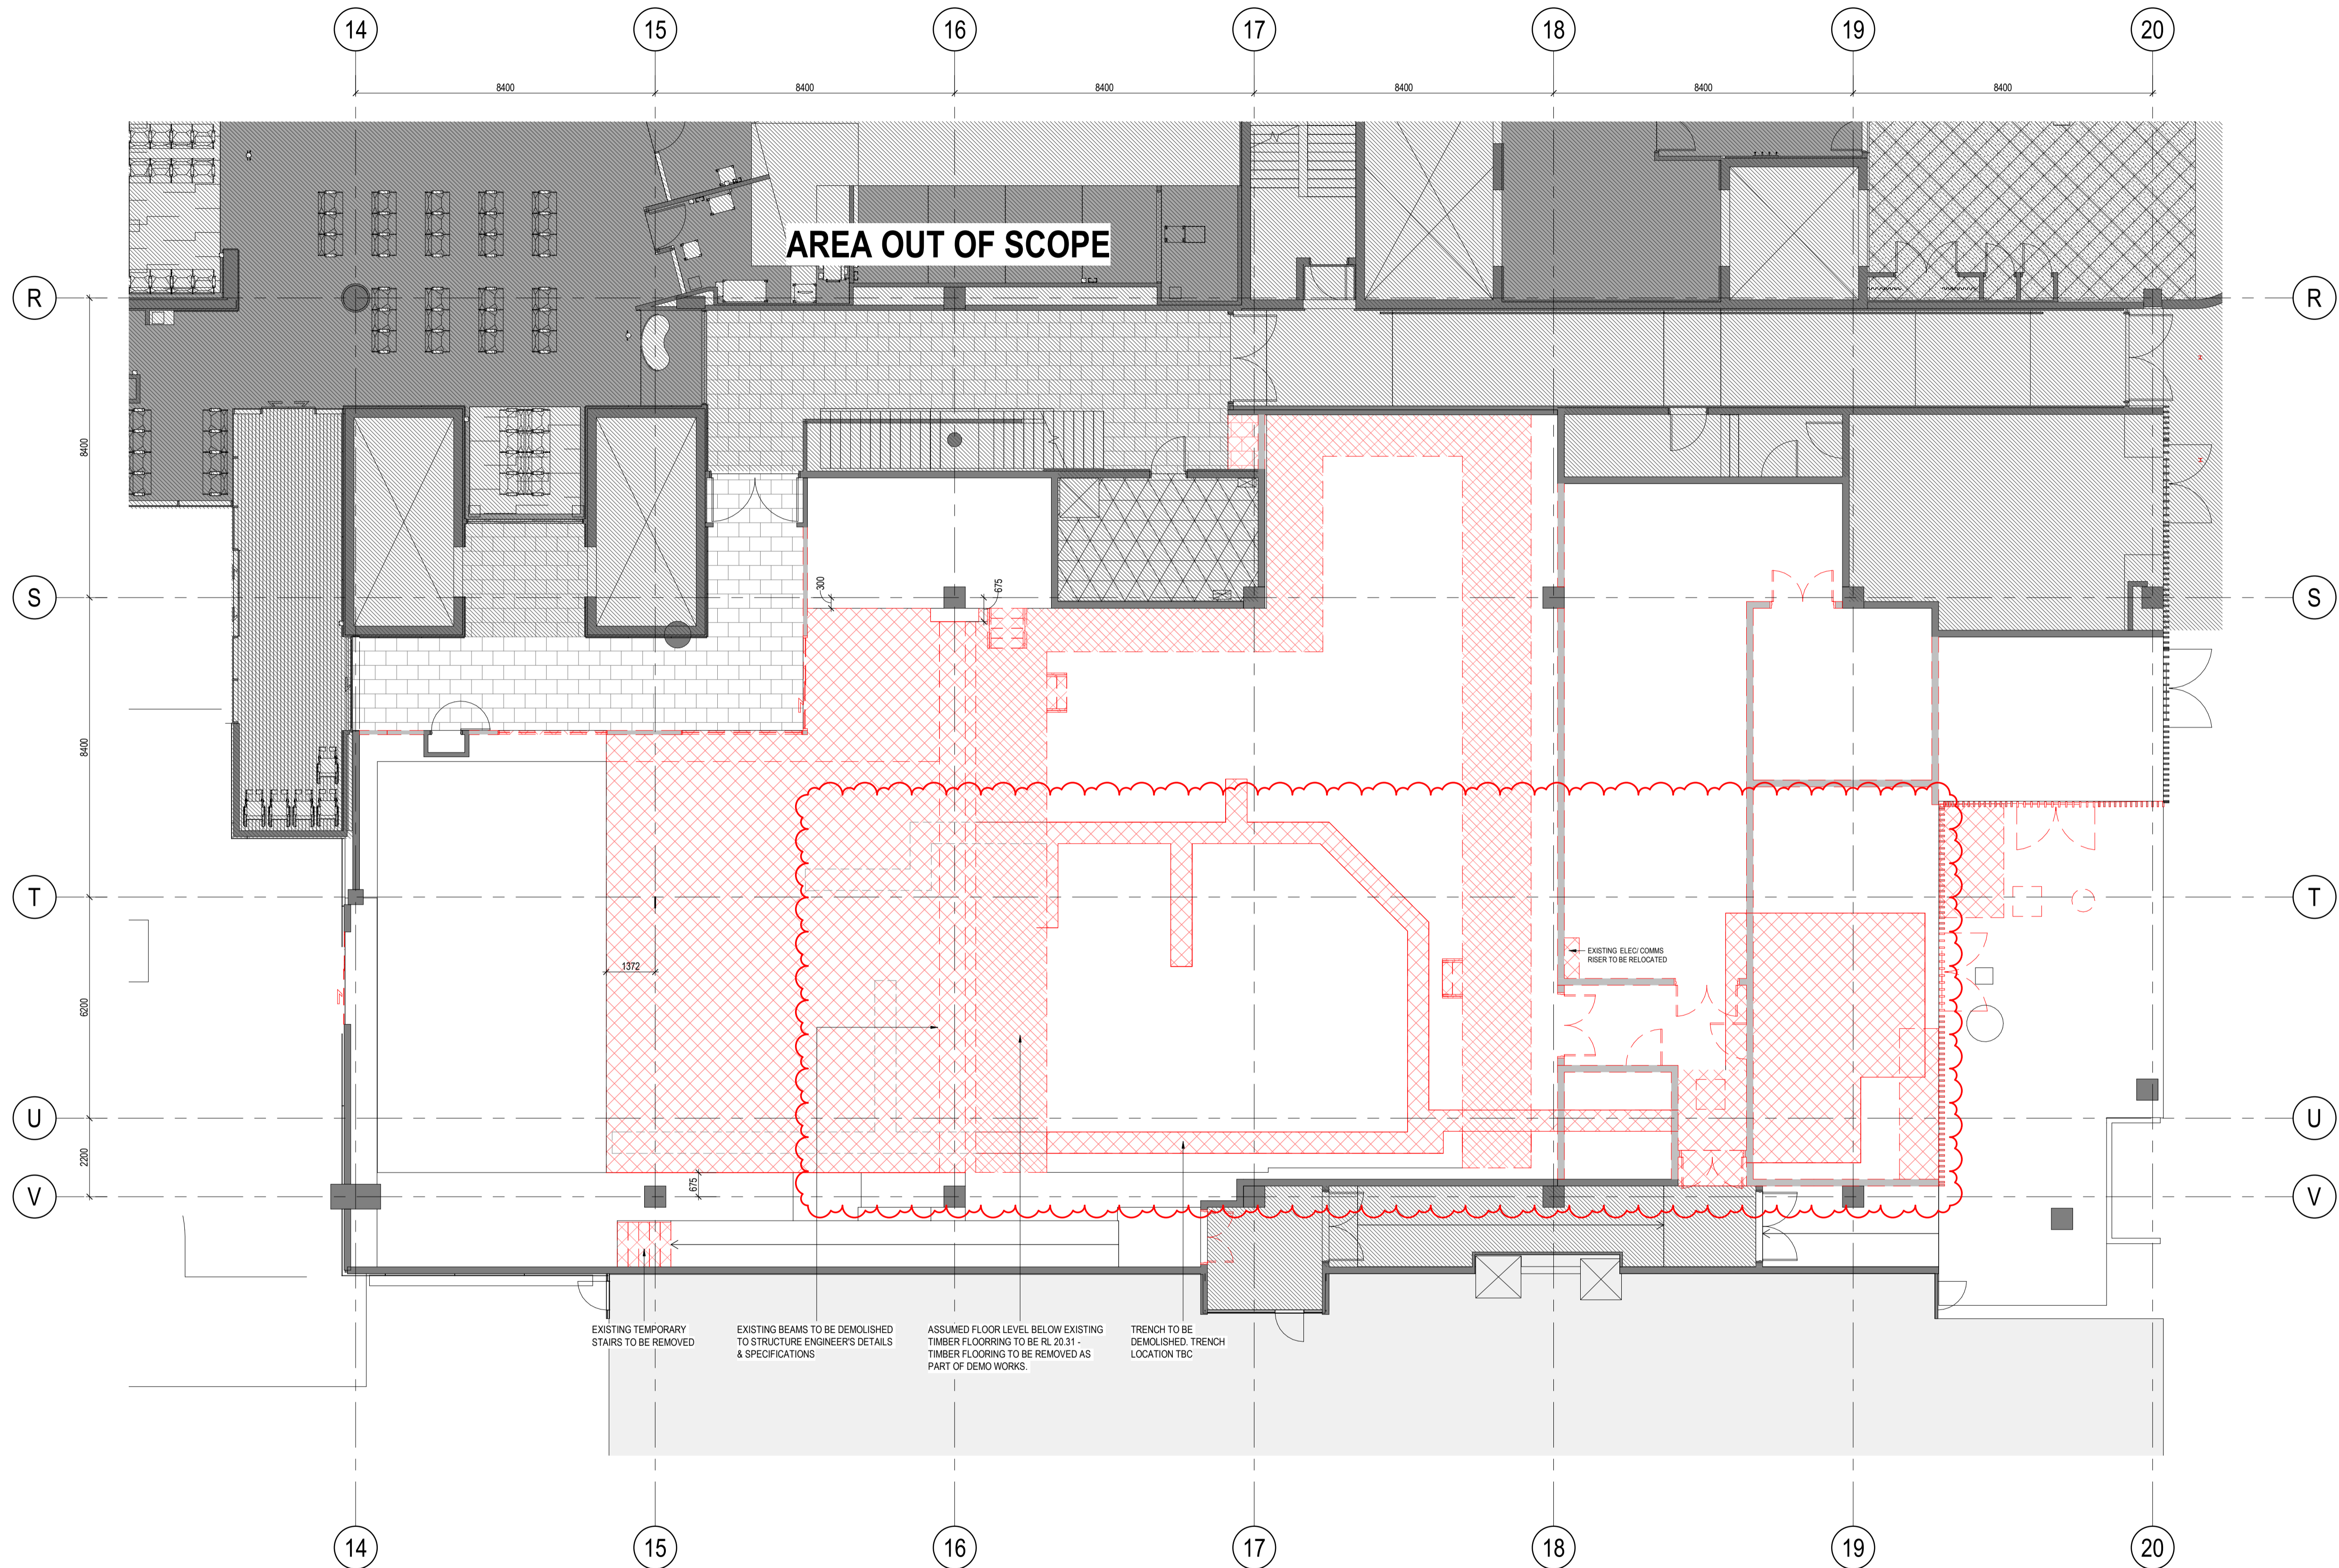 14 15 16 17 18 19 20
8400 8400 8400 8400 8400 8400
AREA OUT OF SCOPE
R R
8400
S 300 675 S
8400
T T
EXISTING ELEC/ COMMS
RISER TO BE RELOCATED
1372
6200
U U
2200
675
V V
EXISTING TEMPORARY
STAIRS TO BE REMOVED
EXISTING BEAMS TO BE DEMOLISHED
TO STRUCTURE ENGINEER'S DETAILS
& SPECIFICATIONS
ASSUMED FLOOR LEVEL BELOW EXISTING
TIMBER FLOORRING TO BE RL 20.31 -
TIMBER FLOORING TO BE REMOVED AS
PART OF DEMO WORKS.
TRENCH TO BE
DEMOLISHED. TRENCH
LOCATION TBC
14 15 16 17 18 19 20